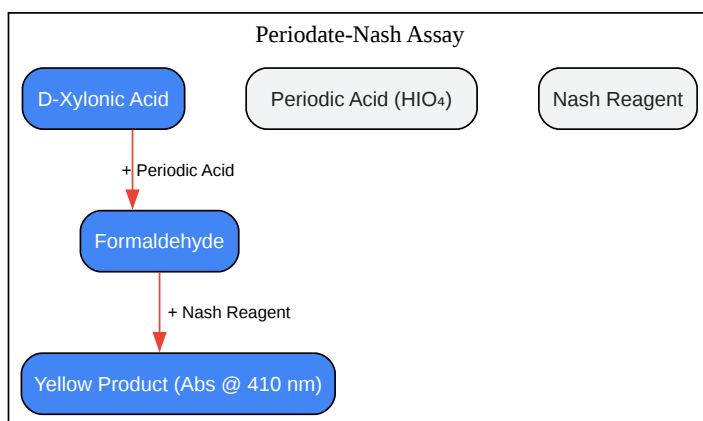 Periodate-Nash Assay
D-Xylonic Acid
Periodic Acid (HIO₄)
Nash Reagent
+ Periodic Acid
Formaldehyde
+ Nash Reagent
Yellow Product (Abs @ 410 nm)